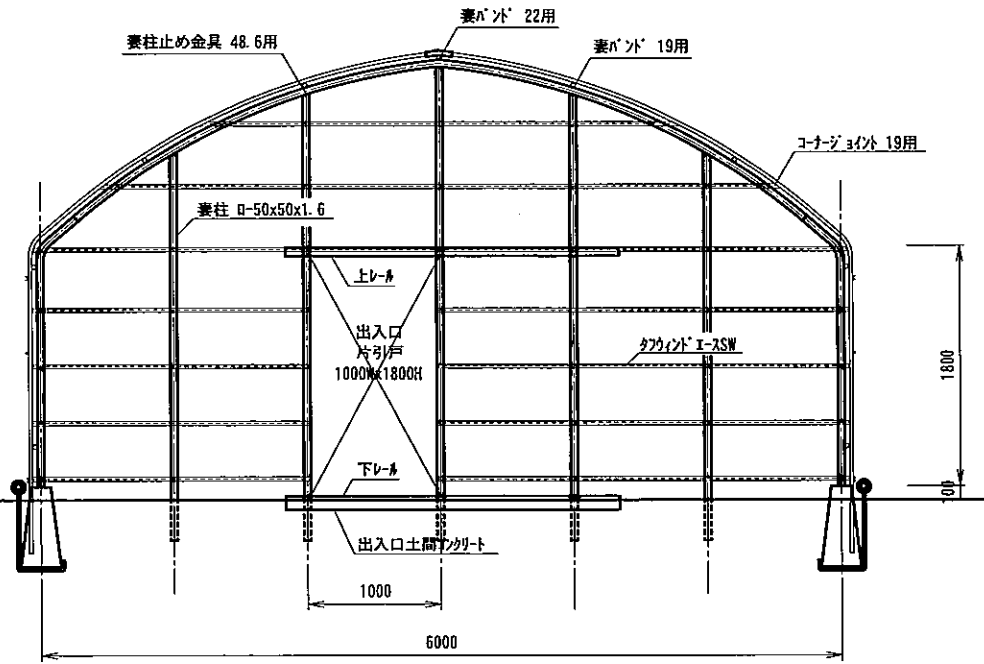 妻バンド 22用
妻柱止め金具 48.6用
妻バンド 19用
コーナージョイント 19用
妻柱 ロ-50x50x1.6
上レール
出入口
片引戸
1000Wx1800H
タフウィンドエースSW
1800
下レール
100
出入口土間コンクリート
1000
6000